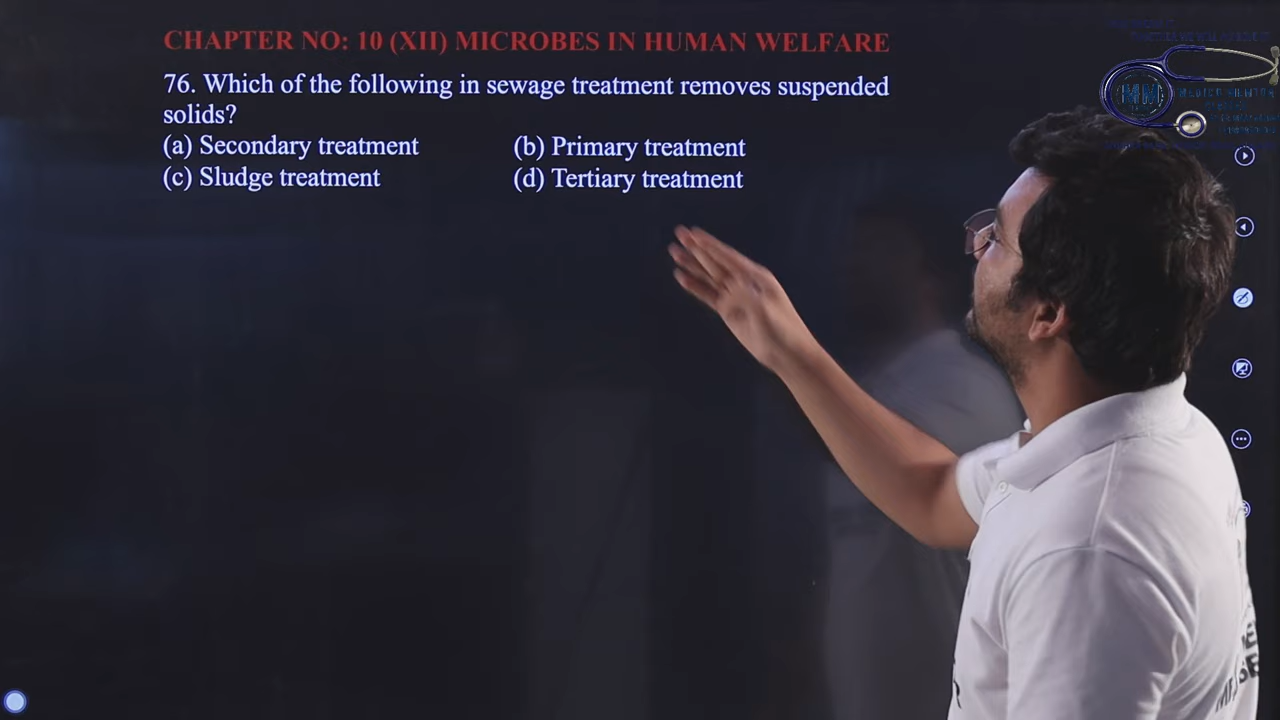 CHAPTER NO: 10 (XII) MICROBES IN HUMAN WELFARE
76. Which of the following in sewage treatment removes suspended
solids?
(a) Secondary treatment (b) Primary treatment
(c) Sludge treatment (d) Tertiary treatment
MM